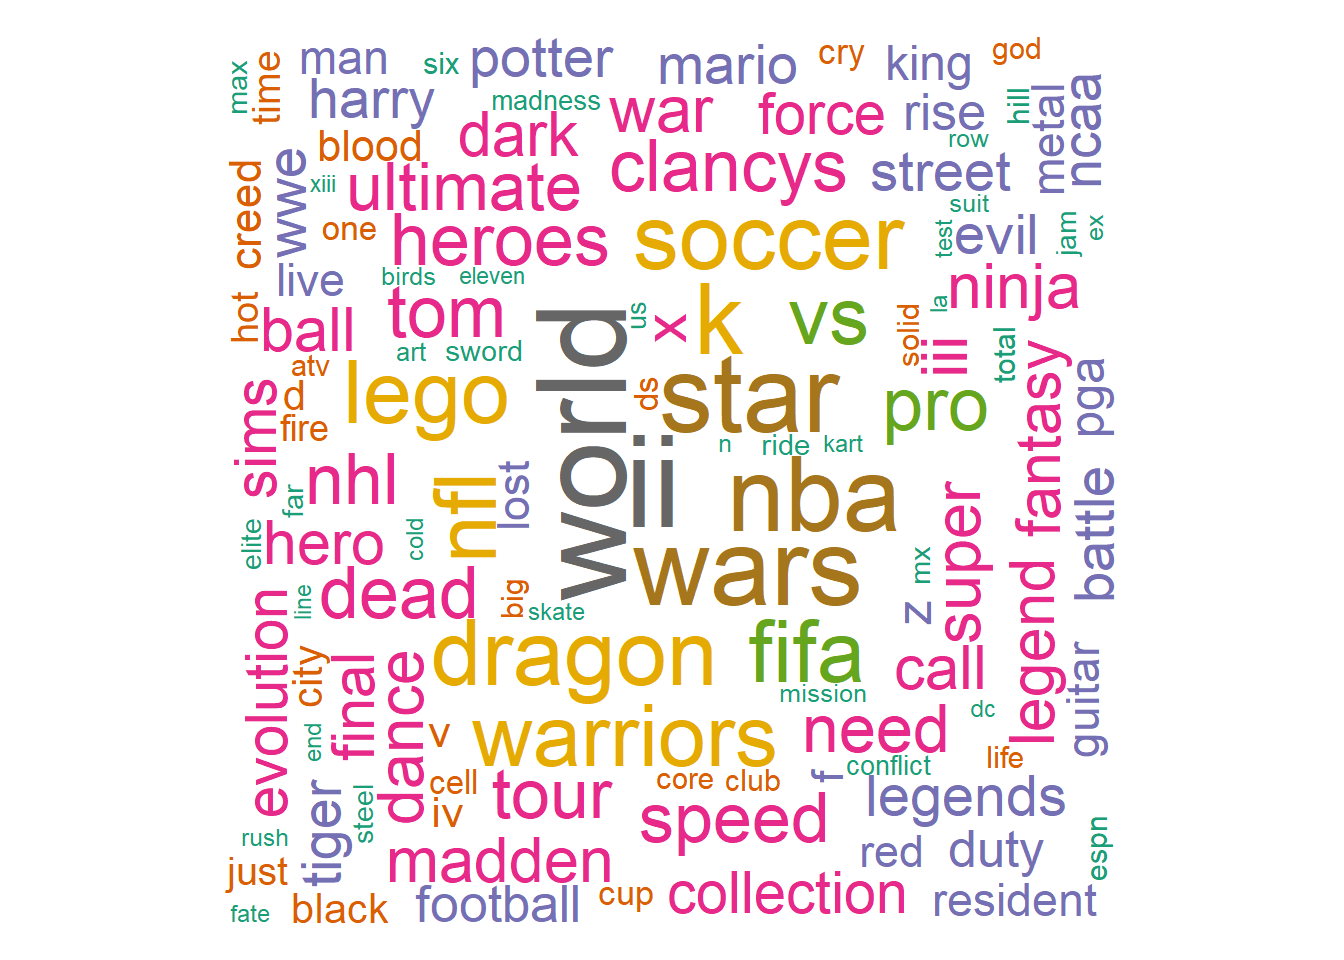 man
six
potter
mario
cry
king
god
max
time
harry
madness
war
force
rise
hill
metal
ncaa
blood
dark
clancys
street
row
creed
wwe
xiii
ultimate
suit
one
heroes
soccer
test
evil
jam
ex
live
birds
eleven
ninja
hot
ball
tom
us
x
k
vs
la
solid
iii
total
art
sword
world
atv
d
lego
ds
star
pro
fantasy
pga
sims
fire
nhl
nfl
lost
ii
n
ride
kart
nba
super
battle
far
elite
hero
cold
wars
mx
legend
dead
line
big
skate
z
evolution
city
final
dance
dragon
fifa
call
guitar
mission
dc
end
v
warriors
need
life
tiger
steel
cell
iv
tour
core
club
f
conflict
legends
speed
rush
just
madden
red
duty
espn
fate
black
football
cup
collection
resident